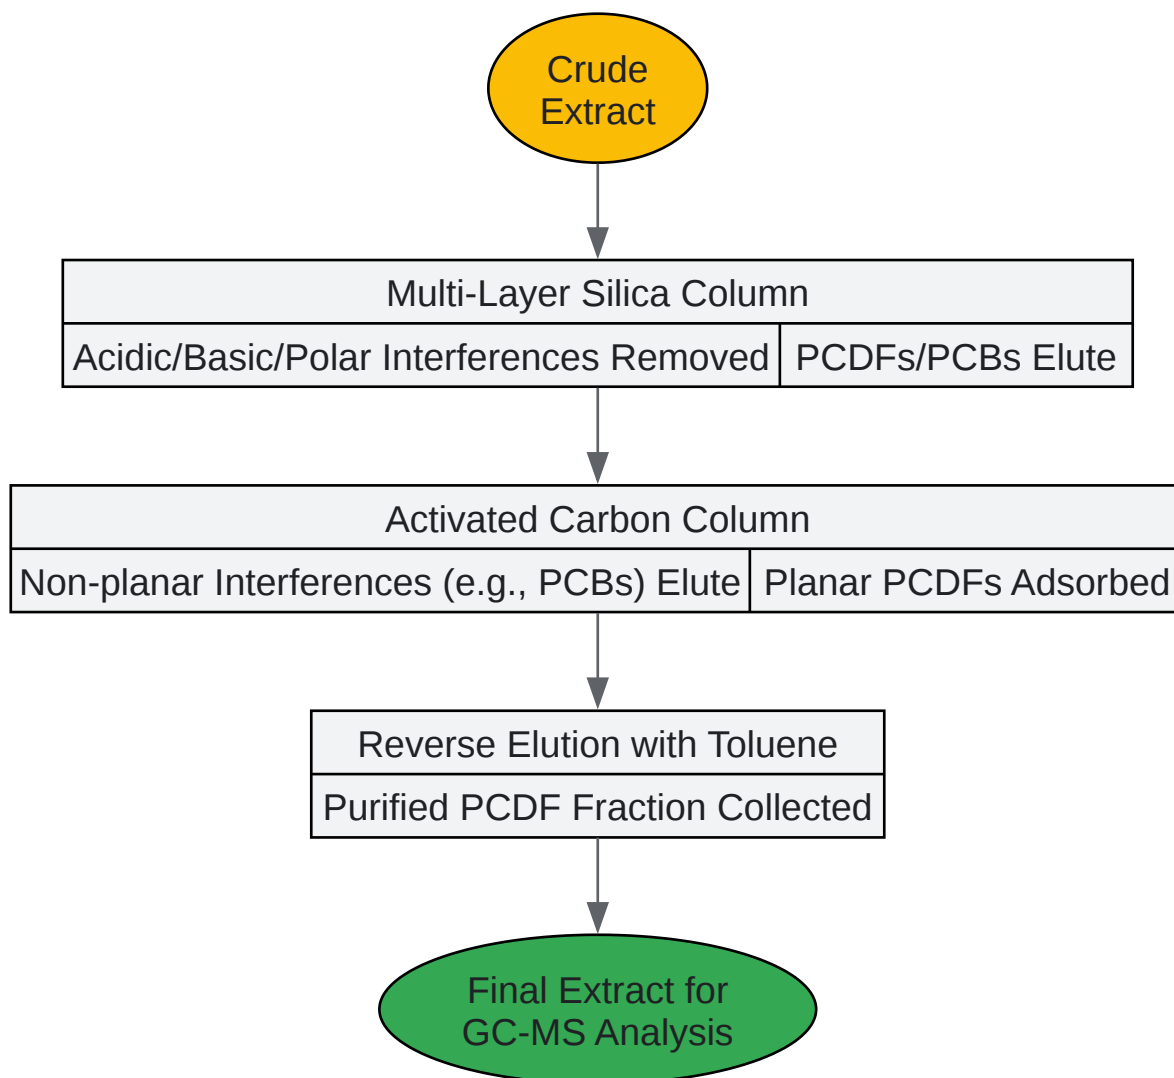 Crude
Extract
Multi-Layer Silica Column
Acidic/Basic/Polar Interferences Removed
PCDFs/PCBs Elute
Activated Carbon Column
Non-planar Interferences (e.g., PCBs) Elute
Planar PCDFs Adsorbed
Reverse Elution with Toluene
Purified PCDF Fraction Collected
Final Extract for
GC-MS Analysis